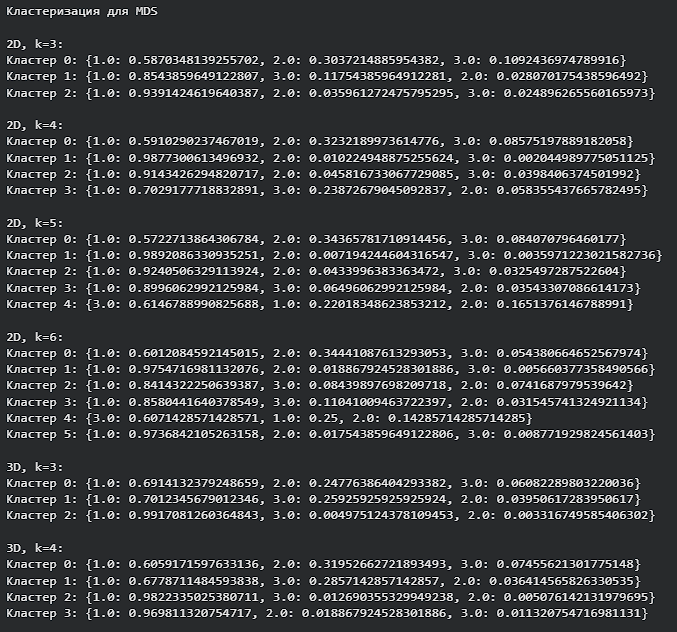 Кластеризация для MDS
2D, k=3:
Кластер 0: {1.0: 0.5870348139255702, 2.0: 0.3037214885954382, 3.0: 0.1092436974789916}
Кластер 1: {1.0: 0.8543859649122807, 3.0: 0.11754385964912281, 2.0: 0.028070175438596492}
Кластер 2: {1.0: 0.9391424619640387, 2.0: 0.035961272475795295, 3.0: 0.024896265560165973}
2D, k=4:
Кластер 0: {1.0: 0.5910290237467019, 2.0: 0.3232189973614776, 3.0: 0.08575197889182058}
Кластер 1: {1.0: 0.9877300613496932, 2.0: 0.010224948875255624, 3.0: 0.002044989775051125}
Кластер 2: {1.0: 0.9143426294820717, 2.0: 0.045816733067729085, 3.0: 0.0398406374501992}
Кластер 3: {1.0: 0.7029177718832891, 3.0: 0.23872679045092837, 2.0: 0.058355437665782495}
2D, k=5:
Кластер 0: {1.0: 0.5722713864306784, 2.0: 0.34365781710914456, 3.0: 0.084070796460177}
Кластер 1: {1.0: 0.9892086330935251, 2.0: 0.007194244604316547, 3.0: 0.0035971223021582736}
Кластер 2: {1.0: 0.9240506329113924, 2.0: 0.0433996383363472, 3.0: 0.0325497287522604}
Кластер 3: {1.0: 0.8996062992125984, 3.0: 0.06496062992125984, 2.0: 0.03543307086614173}
Кластер 4: {3.0: 0.6146788990825688, 1.0: 0.22018348623853212, 2.0: 0.1651376146788991}
2D, k=6:
Кластер 0: {1.0: 0.6012084592145015, 2.0: 0.34441087613293053, 3.0: 0.054380664652567974}
Кластер 1: {1.0: 0.9754716981132076, 2.0: 0.018867924528301886, 3.0: 0.005660377358490566}
Кластер 2: {1.0: 0.8414322250639387, 3.0: 0.08439897698209718, 2.0: 0.0741687979539642}
Кластер 3: {1.0: 0.8580441640378549, 3.0: 0.11041009463722397, 2.0: 0.031545741324921134}
Кластер 4: {3.0: 0.6071428571428571, 1.0: 0.25, 2.0: 0.14285714285714285}
Кластер 5: {1.0: 0.9736842105263158, 2.0: 0.017543859649122806, 3.0: 0.008771929824561403}
3D, k=3:
Кластер 0: {1.0: 0.6914132379248659, 2.0: 0.24776386404293382, 3.0: 0.06082289803220036}
Кластер 1: {1.0: 0.7012345679012346, 3.0: 0.25925925925925924, 2.0: 0.03950617283950617}
Кластер 2: {1.0: 0.9917081260364843, 3.0: 0.004975124378109453, 2.0: 0.003316749585406302}
3D, k=4:
Кластер 0: {1.0: 0.6059171597633136, 2.0: 0.31952662721893493, 3.0: 0.07455621301775148}
Кластер 1: {1.0: 0.6778711484593838, 3.0: 0.2857142857142857, 2.0: 0.036414565826330535}
Кластер 2: {1.0: 0.9822335025380711, 3.0: 0.012690355329949238, 2.0: 0.005076142131979695}
Кластер 3: {1.0: 0.969811320754717, 2.0: 0.018867924528301886, 3.0: 0.011320754716981131}